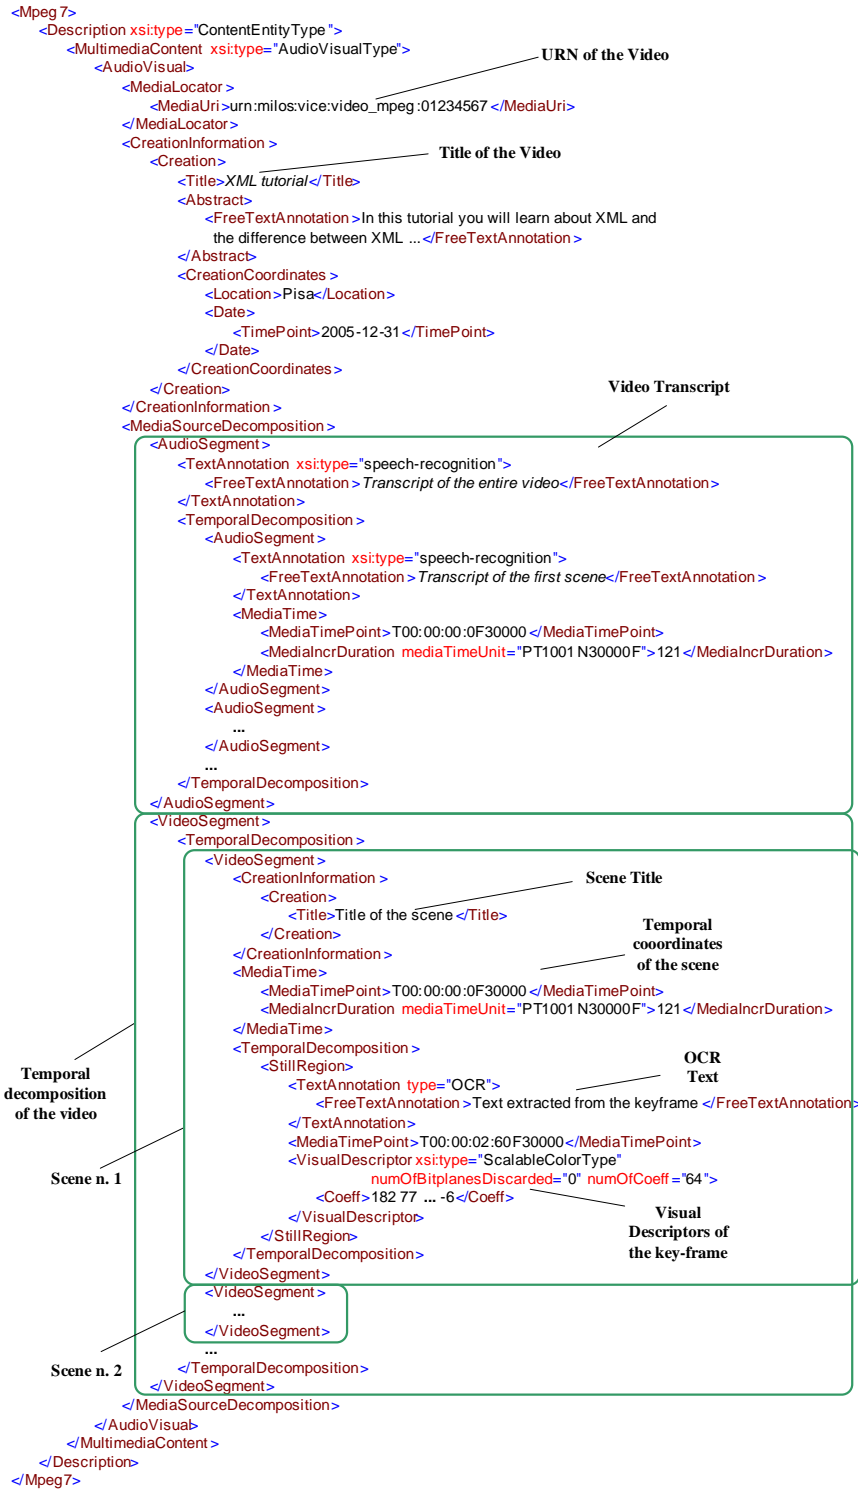 <Mpeg7>
<Description xsi:type="ContentEntityType">
<MultimediaContent xsi:type="AudioVisualType">
URN of the Video
<AudioVisual>
<MediaLocator>
<MediaUri>urn:milos:vice:video_mpeg:01234567</MediaUri>
</MediaLocator>
<CreationInformation>
Title of the Video
<Creation>
<Title>XML tutorial</Title>
<Abstract>
<FreeTextAnnotation>In this tutorial you will learn about XML and
the difference between XML ...</FreeTextAnnotation>
</Abstract>
<CreationCoordinates>
<Location>Pisa</Location>
<Date>
<TimePoint>2005-12-31</TimePoint>
</Date>
</CreationCoordinates>
</Creation>
Video Transcript
</CreationInformation>
<MediaSourceDecomposition>
<AudioSegment>
<TextAnnotation xsi:type="speech-recognition">
<FreeTextAnnotation>Transcript of the entire video</FreeTextAnnotation>
</TextAnnotation>
<TemporalDecomposition>
<AudioSegment>
<TextAnnotation xsi:type="speech-recognition">
<FreeTextAnnotation>Transcript of the first scene</FreeTextAnnotation>
</TextAnnotation>
<MediaTime>
<MediaTimePoint>T00:00:00:0F30000</MediaTimePoint>
<MediaIncrDuration mediaTimeUnit="PT1001N30000F">121</MediaIncrDuration>
</MediaTime>
</AudioSegment>
<AudioSegment>
...
</AudioSegment>
...
</TemporalDecomposition>
</AudioSegment>
<VideoSegment>
<TemporalDecomposition>
<VideoSegment>
<CreationInformation>
Scene Title
<Creation>
<Title>Title of the scene</Title>
</Creation>
</CreationInformation>
Temporal
cooordinates
of the scene
<MediaTime>
<MediaTimePoint>T00:00:00:0F30000</MediaTimePoint>
<MediaIncrDuration mediaTimeUnit="PT1001N30000F">121</MediaIncrDuration>
</MediaTime>
<TemporalDecomposition>
OCR
Text
<StillRegion>
Temporal
decomposition
of the video
<TextAnnotation type="OCR">
<FreeTextAnnotation>Text extracted from the keyframe</FreeTextAnnotation>
</TextAnnotation>
<MediaTimePoint>T00:00:02:60F30000</MediaTimePoint>
<VisualDescriptor xsi:type="ScalableColorType"
numOfBitplanesDiscarded="0" numOfCoeff="64">
Scene n. 1
<Coeff>182 77 ... -6</Coeff>
</VisualDescriptor>
Visual
Descriptors of
the key-frame
</StillRegion>
</TemporalDecomposition>
</VideoSegment>
<VideoSegment>
...
</VideoSegment>
...
Scene n. 2
</TemporalDecomposition>
</VideoSegment>
</MediaSourceDecomposition>
</AudioVisual>
</MultimediaContent>
</Description>
</Mpeg7>